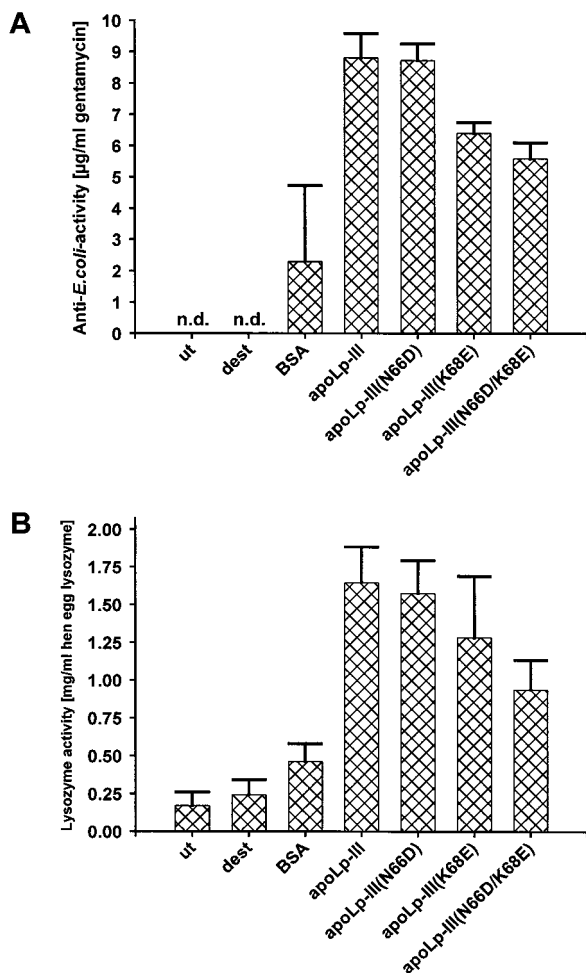 A
Anti-E.coli-activity [µg/ml gentamycin]
10
9
8
7
6
5
4
3
2
1
0
n.d. n.d.
ut dest BSA apoLp-III apoLp-III(N66D) apoLp-III(K68E) apoLp-III(N66D/K68E)
B
Lysozyme activity [mg/ml hen egg lysozyme]
2.00
1.75
1.50
1.25
1.00
0.75
0.50
0.25
0.00
ut dest BSA apoLp-III apoLp-III(N66D) apoLp-III(K68E) apoLp-III(N66D/K68E)